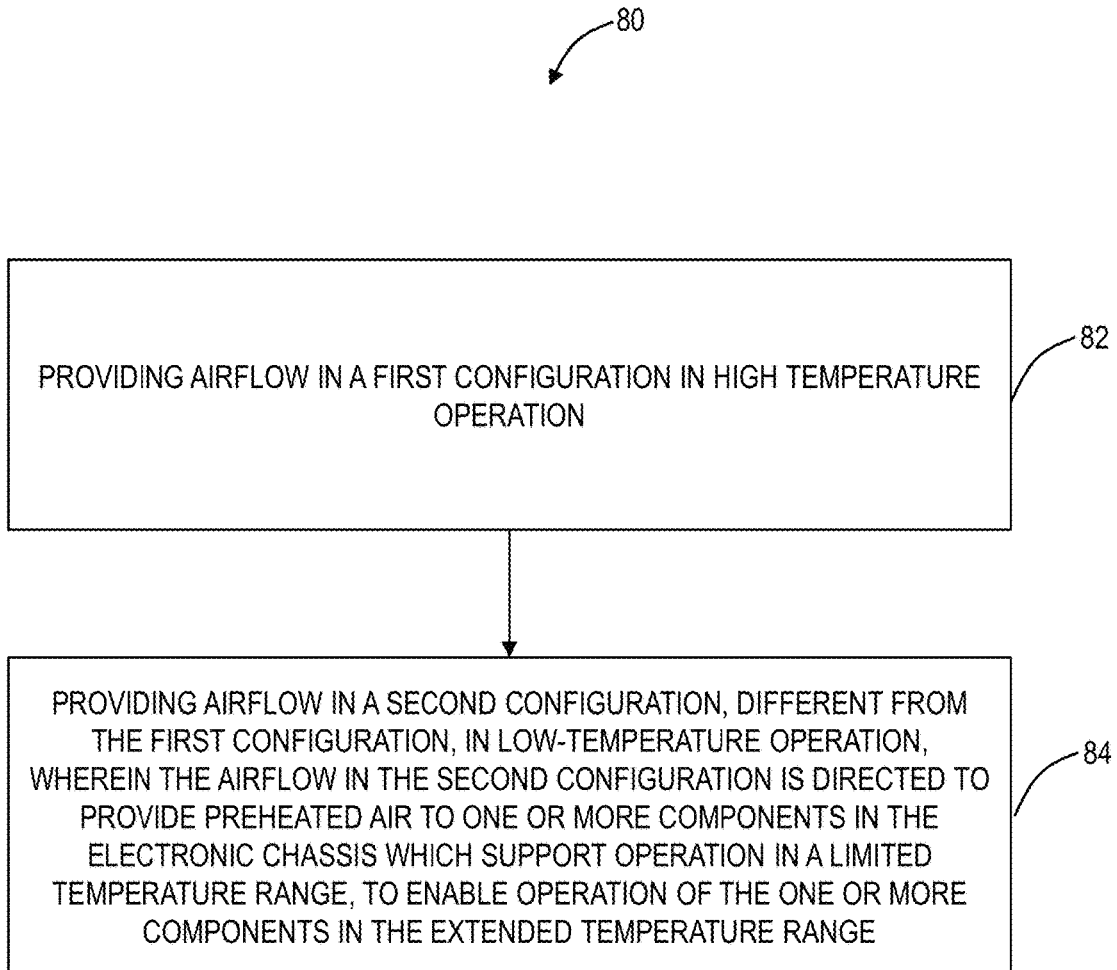 80
PROVIDING AIRFLOW IN A FIRST CONFIGURATION IN HIGH TEMPERATURE
OPERATION
82
PROVIDING AIRFLOW IN A SECOND CONFIGURATION, DIFFERENT FROM
THE FIRST CONFIGURATION, IN LOW-TEMPERATURE OPERATION,
WHEREIN THE AIRFLOW IN THE SECOND CONFIGURATION IS DIRECTED TO
PROVIDE PREHEATED AIR TO ONE OR MORE COMPONENTS IN THE
ELECTRONIC CHASSIS WHICH SUPPORT OPERATION IN A LIMITED
TEMPERATURE RANGE, TO ENABLE OPERATION OF THE ONE OR MORE
COMPONENTS IN THE EXTENDED TEMPERATURE RANGE
84